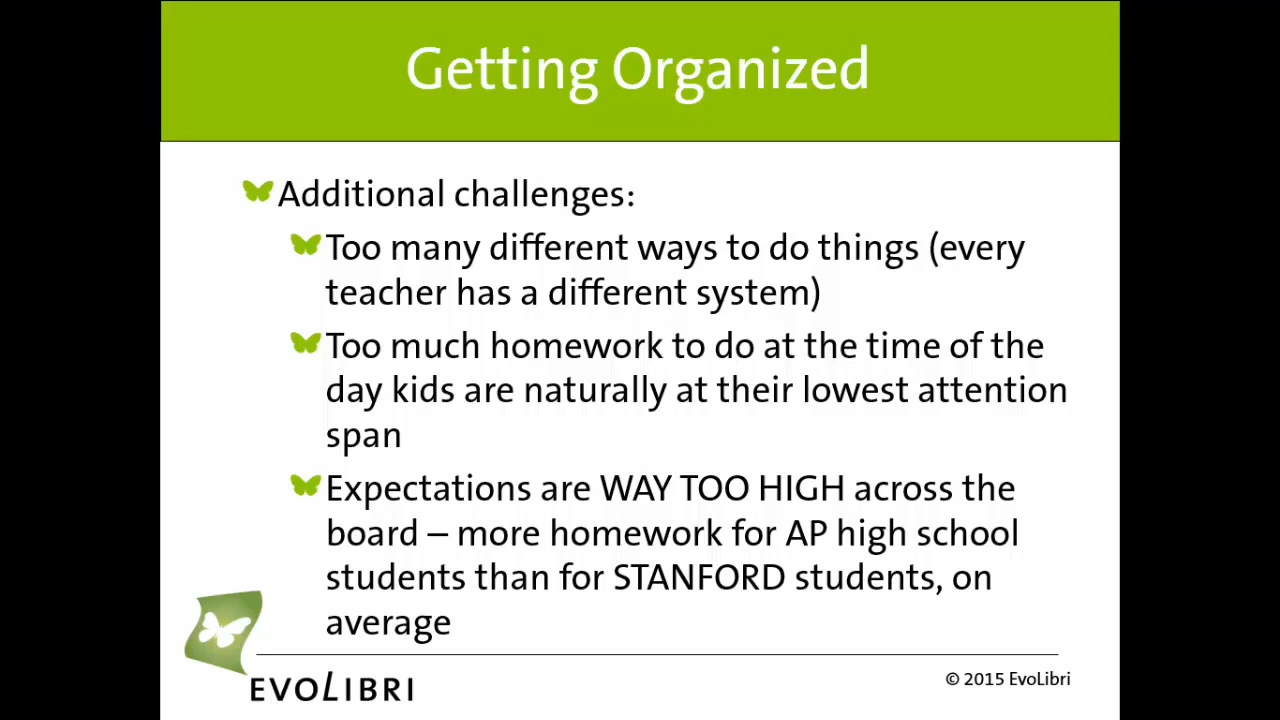 Getting Organized
Additional challenges:
Too many different ways to do things (every
teacher has a different system)
Too much homework to do at the time of the
day kids are naturally at their lowest attention
span
Expectations are WAY TOO HIGH across the
board – more homework for AP high school
students than for STANFORD students, on
average
EVOLIBRI
© 2015 EvoLibri